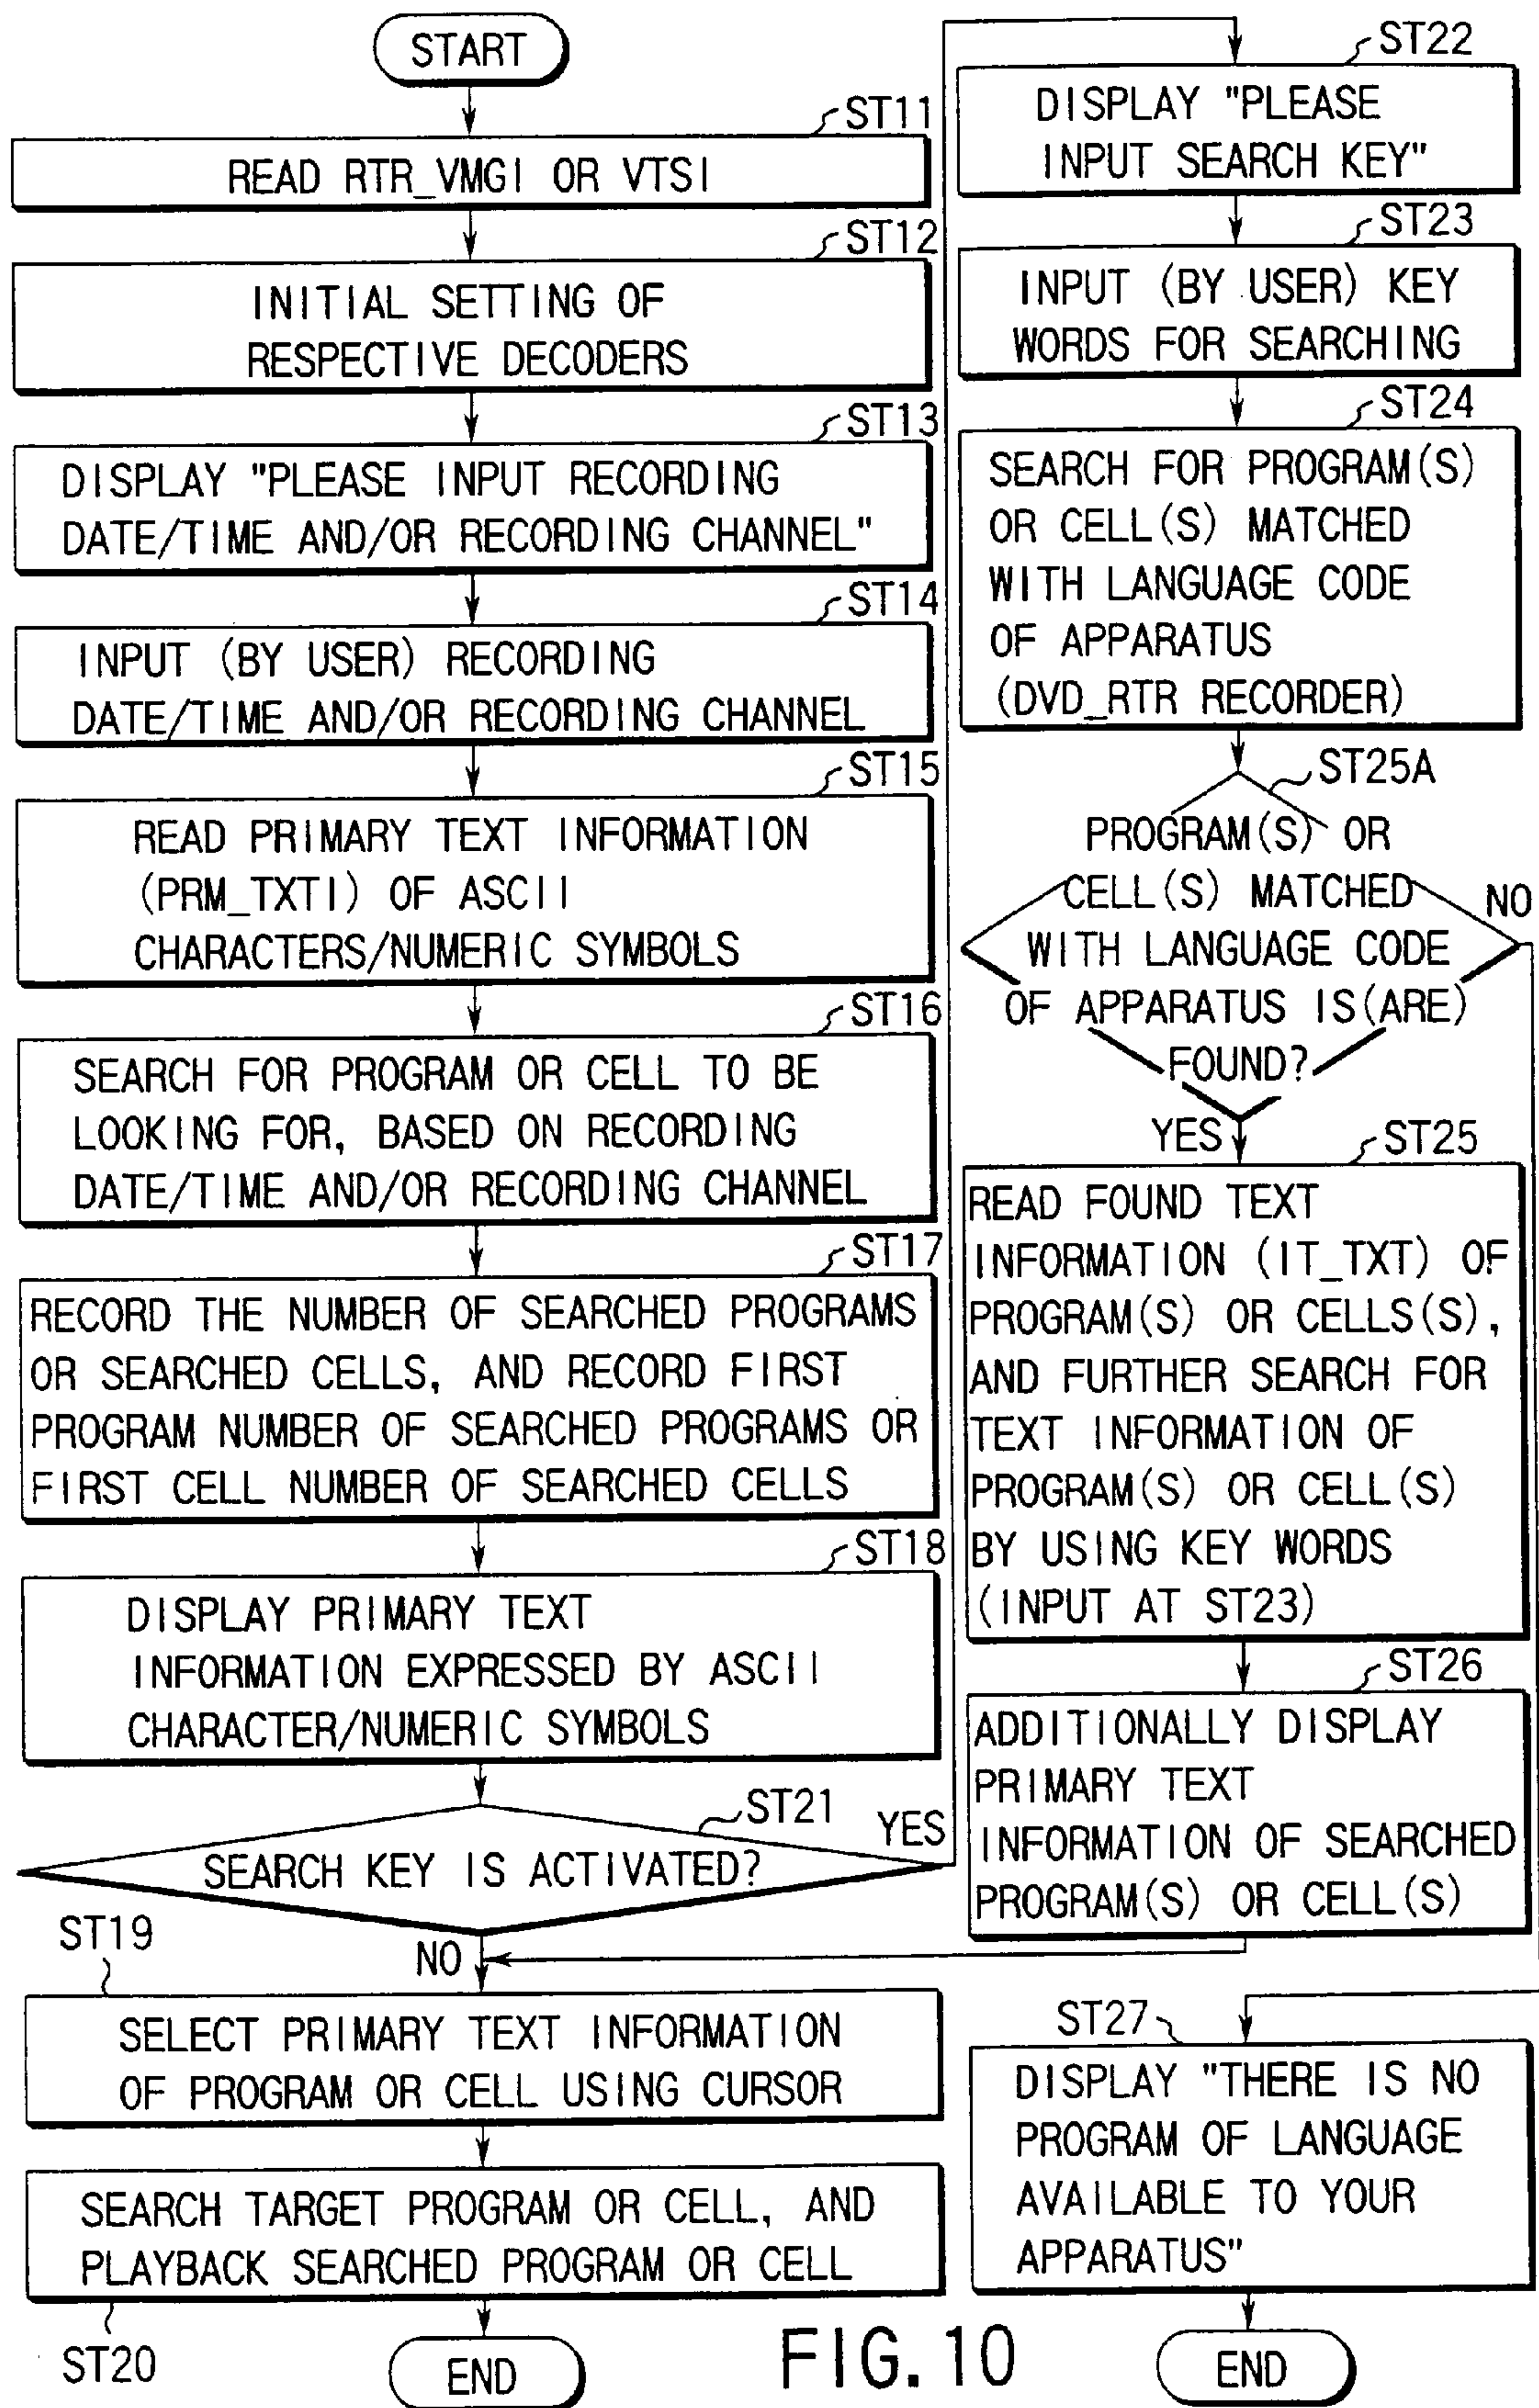 START
ST11
READ RTR_VMGI OR VTSI
ST12
INITIAL SETTING OF
RESPECTIVE DECODERS
ST13
DISPLAY "PLEASE INPUT RECORDING
DATE/TIME AND/OR RECORDING CHANNEL"
ST14
INPUT (BY USER) RECORDING
DATE/TIME AND/OR RECORDING CHANNEL
ST15
READ PRIMARY TEXT INFORMATION
(PRM_TXTI) OF ASCII
CHARACTERS/NUMERIC SYMBOLS
ST16
SEARCH FOR PROGRAM OR CELL TO BE
LOOKING FOR, BASED ON RECORDING
DATE/TIME AND/OR RECORDING CHANNEL
ST17
RECORD THE NUMBER OF SEARCHED PROGRAMS
OR SEARCHED CELLS, AND RECORD FIRST
PROGRAM NUMBER OF SEARCHED PROGRAMS OR
FIRST CELL NUMBER OF SEARCHED CELLS
ST18
DISPLAY PRIMARY TEXT
INFORMATION EXPRESSED BY ASCII
CHARACTER/NUMERIC SYMBOLS
ST21
YES
SEARCH KEY IS ACTIVATED?
NO
ST19
SELECT PRIMARY TEXT INFORMATION
OF PROGRAM OR CELL USING CURSOR
SEARCH TARGET PROGRAM OR CELL, AND
PLAYBACK SEARCHED PROGRAM OR CELL
ST20
END
ST22
DISPLAY "PLEASE
INPUT SEARCH KEY"
ST23
INPUT (BY USER) KEY
WORDS FOR SEARCHING
ST24
SEARCH FOR PROGRAM(S)
OR CELL(S) MATCHED
WITH LANGUAGE CODE
OF APPARATUS
(DVD_RTR RECORDER)
ST25A
PROGRAM(S) OR
CELL(S) MATCHED
WITH LANGUAGE CODE
OF APPARATUS IS(ARE)
FOUND?
NO
YES
ST25
READ FOUND TEXT
INFORMATION (IT_TXT) OF
PROGRAM(S) OR CELLS(S),
AND FURTHER SEARCH FOR
TEXT INFORMATION OF
PROGRAM(S) OR CELL(S)
BY USING KEY WORDS
(INPUT AT ST23)
ST26
ADDITIONALLY DISPLAY
PRIMARY TEXT
INFORMATION OF SEARCHED
PROGRAM(S) OR CELL(S)
ST27
DISPLAY "THERE IS NO
PROGRAM OF LANGUAGE
AVAILABLE TO YOUR
APPARATUS"
END
FIG.10